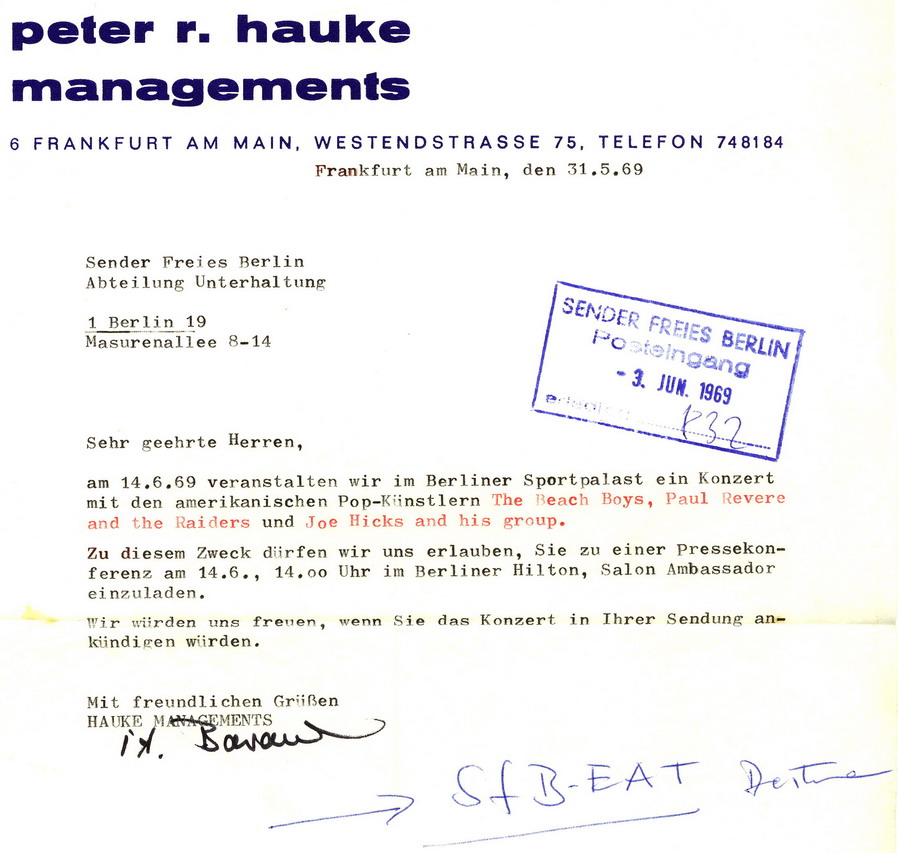 peter r. hauke
managements
6 FRANKFURT AM MAIN, WESTENDSTRASSE 75, TELEFON 748184
Frankfurt am Main, den 31.5.69
Sender Freies Berlin
Abteilung Unterhaltung
1 Berlin 19
Masurenallee 8-14
SENDER FREIES BERLIN
Posteingang
- 3. JUN. 1969
Sehr geehrte Herren,
am 14.6.69 veranstalten wir im Berliner Sportpalast ein Konzert
mit den amerikanischen Pop-Künstlern The Beach Boys, Paul Revere
and the Raiders und Joe Hicks and his group.
Zu diesem Zweck dürfen wir uns erlauben, Sie zu einer Pressekon-
ferenz am 14.6., 14.oo Uhr im Berliner Hilton, Salon Ambassador
einzuladen.
Wir würden uns freuen, wenn Sie das Konzert in Ihrer Sendung an-
kündigen würden.
Mit freundlichen Grüßen
HAUKE MANAGEMENTS
SfB-EAT